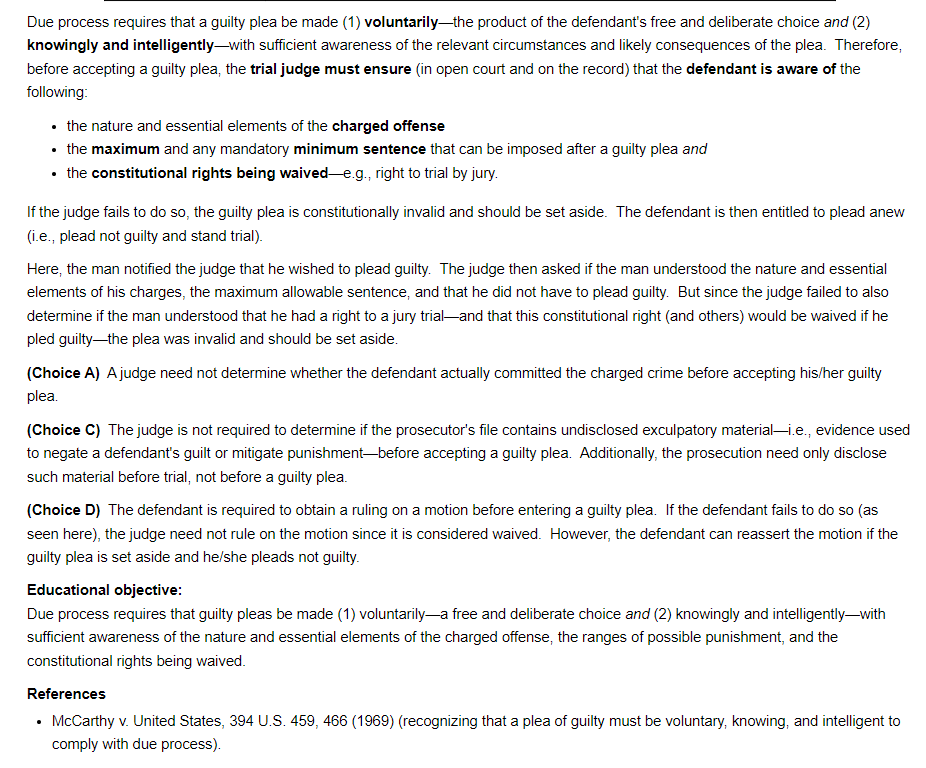 Due process requires that a guilty plea be made (1) voluntarily—the product of the defendant's free and deliberate choice and (2)
knowingly and intelligently—with sufficient awareness of the relevant circumstances and likely consequences of the plea. Therefore,
before accepting a guilty plea, the trial judge must ensure (in open court and on the record) that the defendant is aware of the
following:
• the nature and essential elements of the charged offense
• the maximum and any mandatory minimum sentence that can be imposed after a guilty plea and
• the constitutional rights being waived—e.g., right to trial by jury.
If the judge fails to do so, the guilty plea is constitutionally invalid and should be set aside. The defendant is then entitled to plead anew
(i.e., plead not guilty and stand trial).
Here, the man notified the judge that he wished to plead guilty. The judge then asked if the man understood the nature and essential
elements of his charges, the maximum allowable sentence, and that he did not have to plead guilty. But since the judge failed to also
determine if the man understood that he had a right to a jury trial—and that this constitutional right (and others) would be waived if he
pled guilty—the plea was invalid and should be set aside.
(Choice A) A judge need not determine whether the defendant actually committed the charged crime before accepting his/her guilty
plea.
(Choice C) The judge is not required to determine if the prosecutor's file contains undisclosed exculpatory material—i.e., evidence used
to negate a defendant's guilt or mitigate punishment—before accepting a guilty plea. Additionally, the prosecution need only disclose
such material before trial, not before a guilty plea.
(Choice D) The defendant is required to obtain a ruling on a motion before entering a guilty plea. If the defendant fails to do so (as
seen here), the judge need not rule on the motion since it is considered waived. However, the defendant can reassert the motion if the
guilty plea is set aside and he/she pleads not guilty.
Educational objective:
Due process requires that guilty pleas be made (1) voluntarily—a free and deliberate choice and (2) knowingly and intelligently—with
sufficient awareness of the nature and essential elements of the charged offense, the ranges of possible punishment, and the
constitutional rights being waived.
References
• McCarthy v. United States, 394 U.S. 459, 466 (1969) (recognizing that a plea of guilty must be voluntary, knowing, and intelligent to
comply with due process).